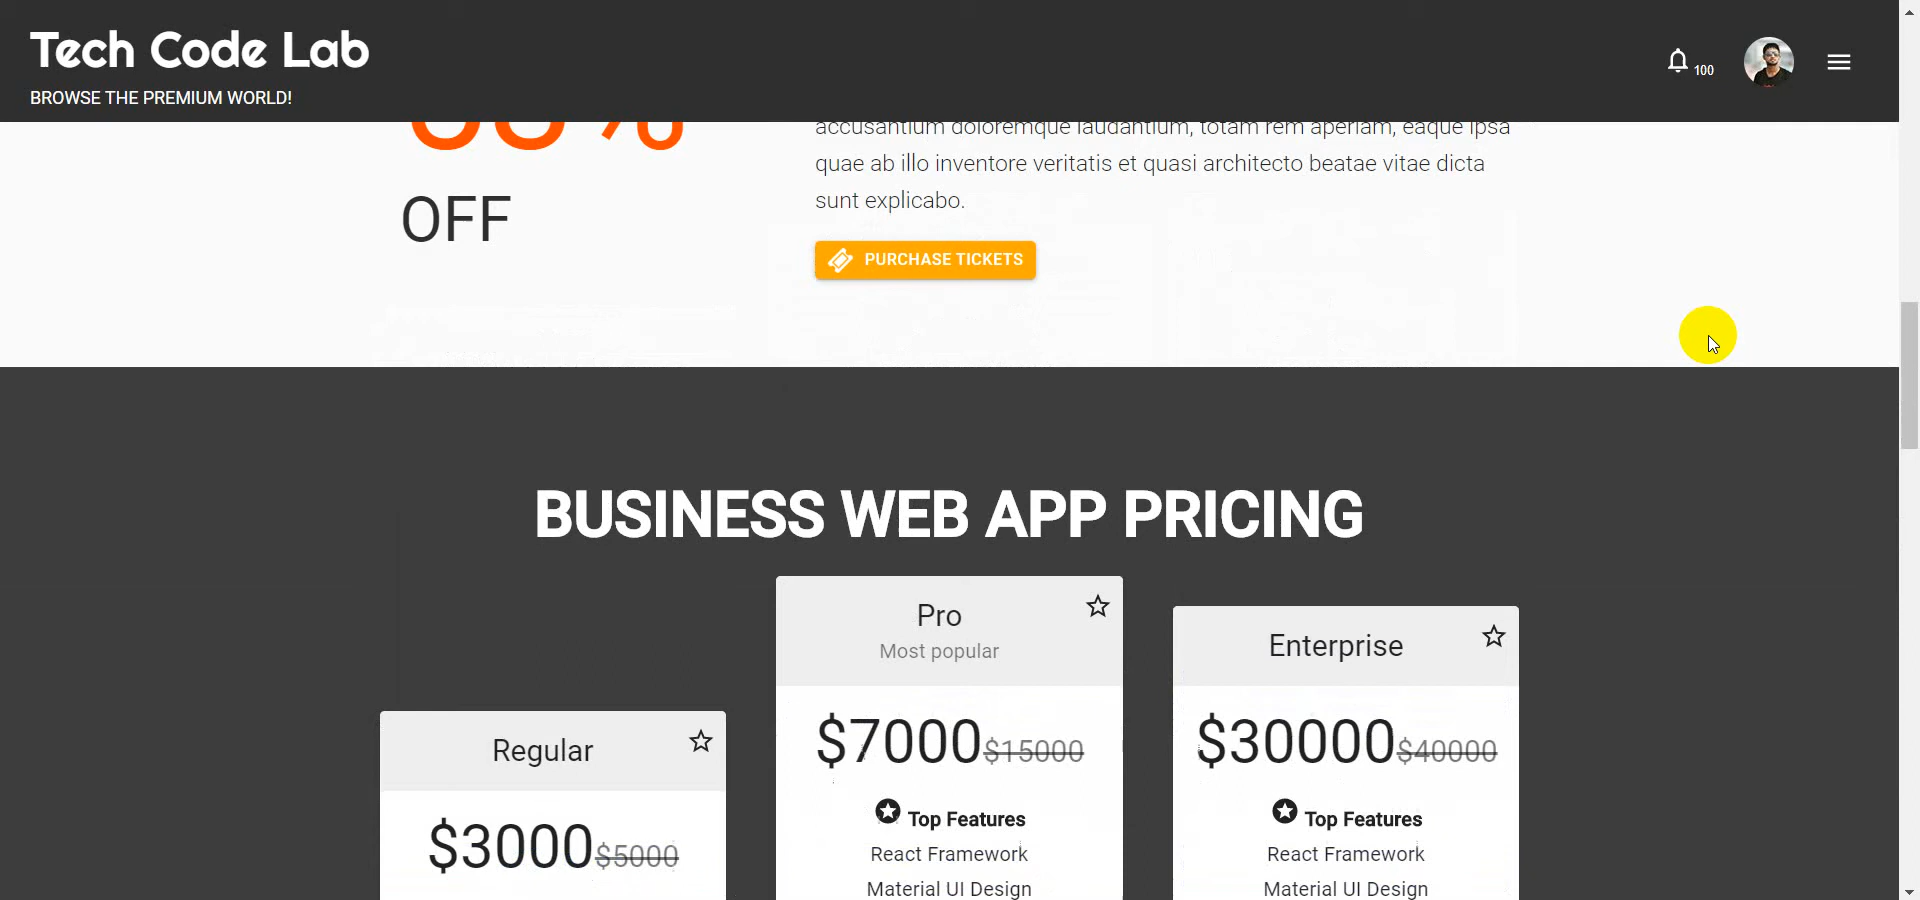 Tech Code Lab
BROWSE THE PREMIUM WORLD!
100
accusantium doloremque laudantium, totam rem aperiam, eaque ipsa
quae ab illo inventore veritatis et quasi architecto beatae vitae dicta
sunt explicabo.
OFF
PURCHASE TICKETS
BUSINESS WEB APP PRICING
Regular
$3000 $5000
Pro
Most popular
$7000 $15000
Top Features
React Framework
Material UI Design
Enterprise
$30000 $40000
Top Features
React Framework
Material UI Design